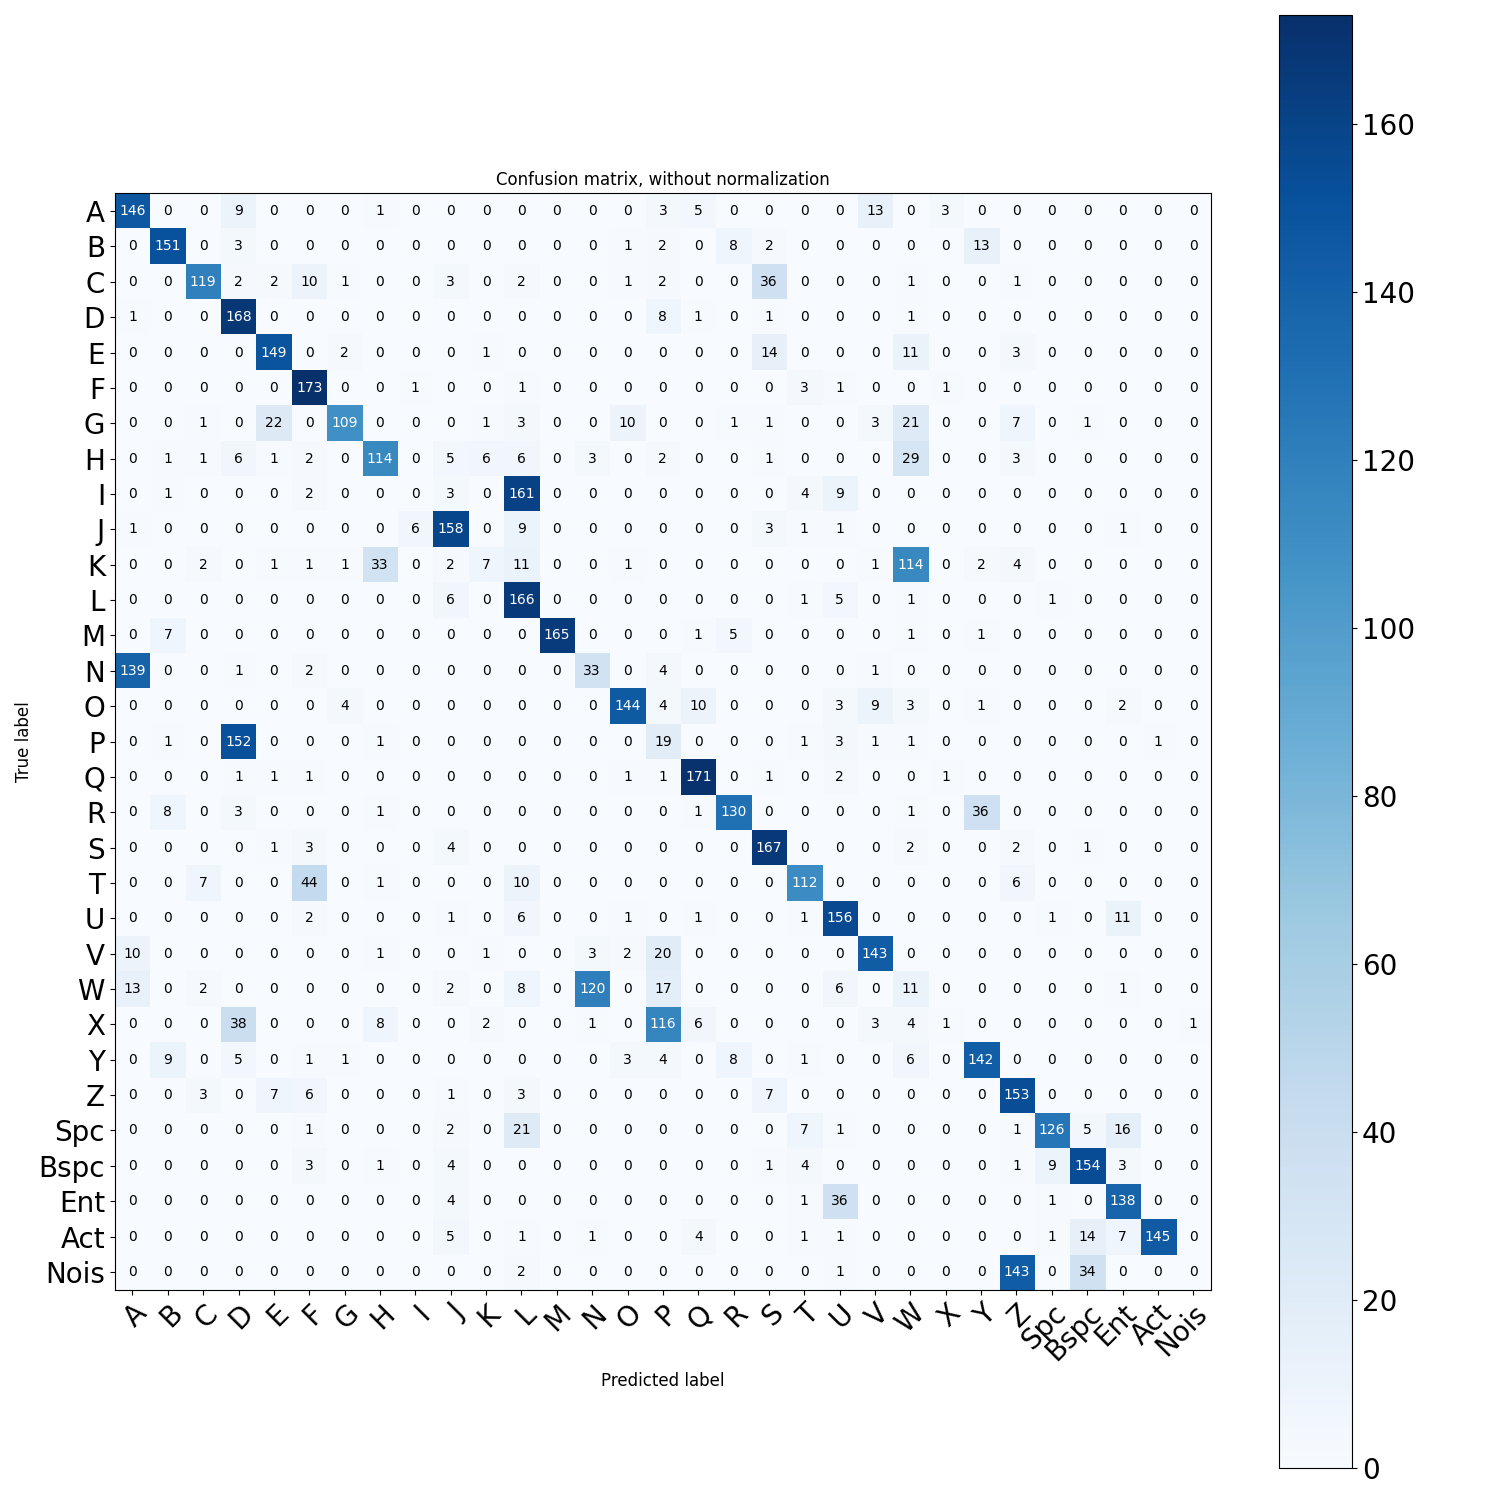 Confusion matrix, without normalization
A 146 0 0 9 0 0 0 1 0 0 0 0 0 0 0 3 5 0 0 0 0 13 0 3 0 0 0 0 0 0 0
B 0 151 0 3 0 0 0 0 0 0 0 0 0 0 1 2 0 8 2 0 0 0 0 0 13 0 0 0 0 0 0
C 0 0 119 2 2 10 1 0 0 3 0 2 0 0 1 2 0 0 36 0 0 0 1 0 0 1 0 0 0 0 0
D 1 0 0 168 0 0 0 0 0 0 0 0 0 0 0 8 1 0 1 0 0 0 1 0 0 0 0 0 0 0 0
E 0 0 0 0 149 0 2 0 0 0 1 0 0 0 0 0 0 0 14 0 0 0 11 0 0 3 0 0 0 0 0
F 0 0 0 0 0 173 0 0 1 0 0 1 0 0 0 0 0 0 0 3 1 0 0 1 0 0 0 0 0 0 0
G 0 0 1 0 22 0 109 0 0 0 1 3 0 0 10 0 0 1 1 0 0 3 21 0 0 7 0 1 0 0 0
H 0 1 1 6 1 2 0 114 0 5 6 6 0 3 0 2 0 0 1 0 0 0 29 0 0 3 0 0 0 0 0
I 0 1 0 0 0 2 0 0 0 3 0 161 0 0 0 0 0 0 0 4 9 0 0 0 0 0 0 0 0 0 0
J 1 0 0 0 0 0 0 0 6 158 0 9 0 0 0 0 0 0 3 1 1 0 0 0 0 0 0 0 1 0 0
K 0 0 2 0 1 1 1 33 0 2 7 11 0 0 1 0 0 0 0 0 0 1 114 0 2 4 0 0 0 0 0
L 0 0 0 0 0 0 0 0 0 6 0 166 0 0 0 0 0 0 0 1 5 0 1 0 0 0 1 0 0 0 0
M 0 7 0 0 0 0 0 0 0 0 0 0 165 0 0 0 1 5 0 0 0 0 1 0 1 0 0 0 0 0 0
N 139 0 0 1 0 2 0 0 0 0 0 0 0 33 0 4 0 0 0 0 0 1 0 0 0 0 0 0 0 0 0
O 0 0 0 0 0 0 4 0 0 0 0 0 0 0 144 4 10 0 0 0 3 9 3 0 1 0 0 0 2 0 0
P 0 1 0 152 0 0 0 1 0 0 0 0 0 0 0 19 0 0 0 1 3 1 1 0 0 0 0 0 0 1 0
Q 0 0 0 1 1 1 0 0 0 0 0 0 0 0 1 1 171 0 1 0 2 0 0 1 0 0 0 0 0 0 0
R 0 8 0 3 0 0 0 1 0 0 0 0 0 0 0 0 1 130 0 0 0 0 1 0 36 0 0 0 0 0 0
S 0 0 0 0 1 3 0 0 0 4 0 0 0 0 0 0 0 0 167 0 0 0 2 0 0 2 0 1 0 0 0
T 0 0 7 0 0 44 0 1 0 0 0 10 0 0 0 0 0 0 0 112 0 0 0 0 0 6 0 0 0 0 0
U 0 0 0 0 0 2 0 0 0 1 0 6 0 0 1 0 1 0 0 1 156 0 0 0 0 0 1 0 11 0 0
V 10 0 0 0 0 0 0 1 0 0 1 0 0 3 2 20 0 0 0 0 0 143 0 0 0 0 0 0 0 0 0
W 13 0 2 0 0 0 0 0 0 2 0 8 0 120 0 17 0 0 0 0 6 0 11 0 0 0 0 0 1 0 0
X 0 0 0 38 0 0 0 8 0 0 2 0 0 1 0 116 6 0 0 0 0 3 4 1 0 0 0 0 0 0 1
Y 0 9 0 5 0 1 1 0 0 0 0 0 0 0 3 4 0 8 0 1 0 0 6 0 142 0 0 0 0 0 0
Z 0 0 3 0 7 6 0 0 0 1 0 3 0 0 0 0 0 0 7 0 0 0 0 0 0 153 0 0 0 0 0
Spc 0 0 0 0 0 1 0 0 0 2 0 21 0 0 0 0 0 0 0 7 1 0 0 0 0 1 126 5 16 0 0
Bspc 0 0 0 0 0 3 0 1 0 4 0 0 0 0 0 0 0 0 1 4 0 0 0 0 0 1 9 154 3 0 0
Ent 0 0 0 0 0 0 0 0 0 4 0 0 0 0 0 0 0 0 0 1 36 0 0 0 0 0 1 0 138 0 0
Act 0 0 0 0 0 0 0 0 0 5 0 1 0 1 0 0 4 0 0 1 1 0 0 0 0 0 1 14 7 145 0
Nois 0 0 0 0 0 0 0 0 0 0 0 2 0 0 0 0 0 0 0 0 1 0 0 0 0 143 0 34 0 0 0
A B C D E F G H I J K L M N O P Q R S T U V W X Y Z Spc Bspc Ent Act Nois
True label
Predicted label
160
140
120
100
80
60
40
20
0